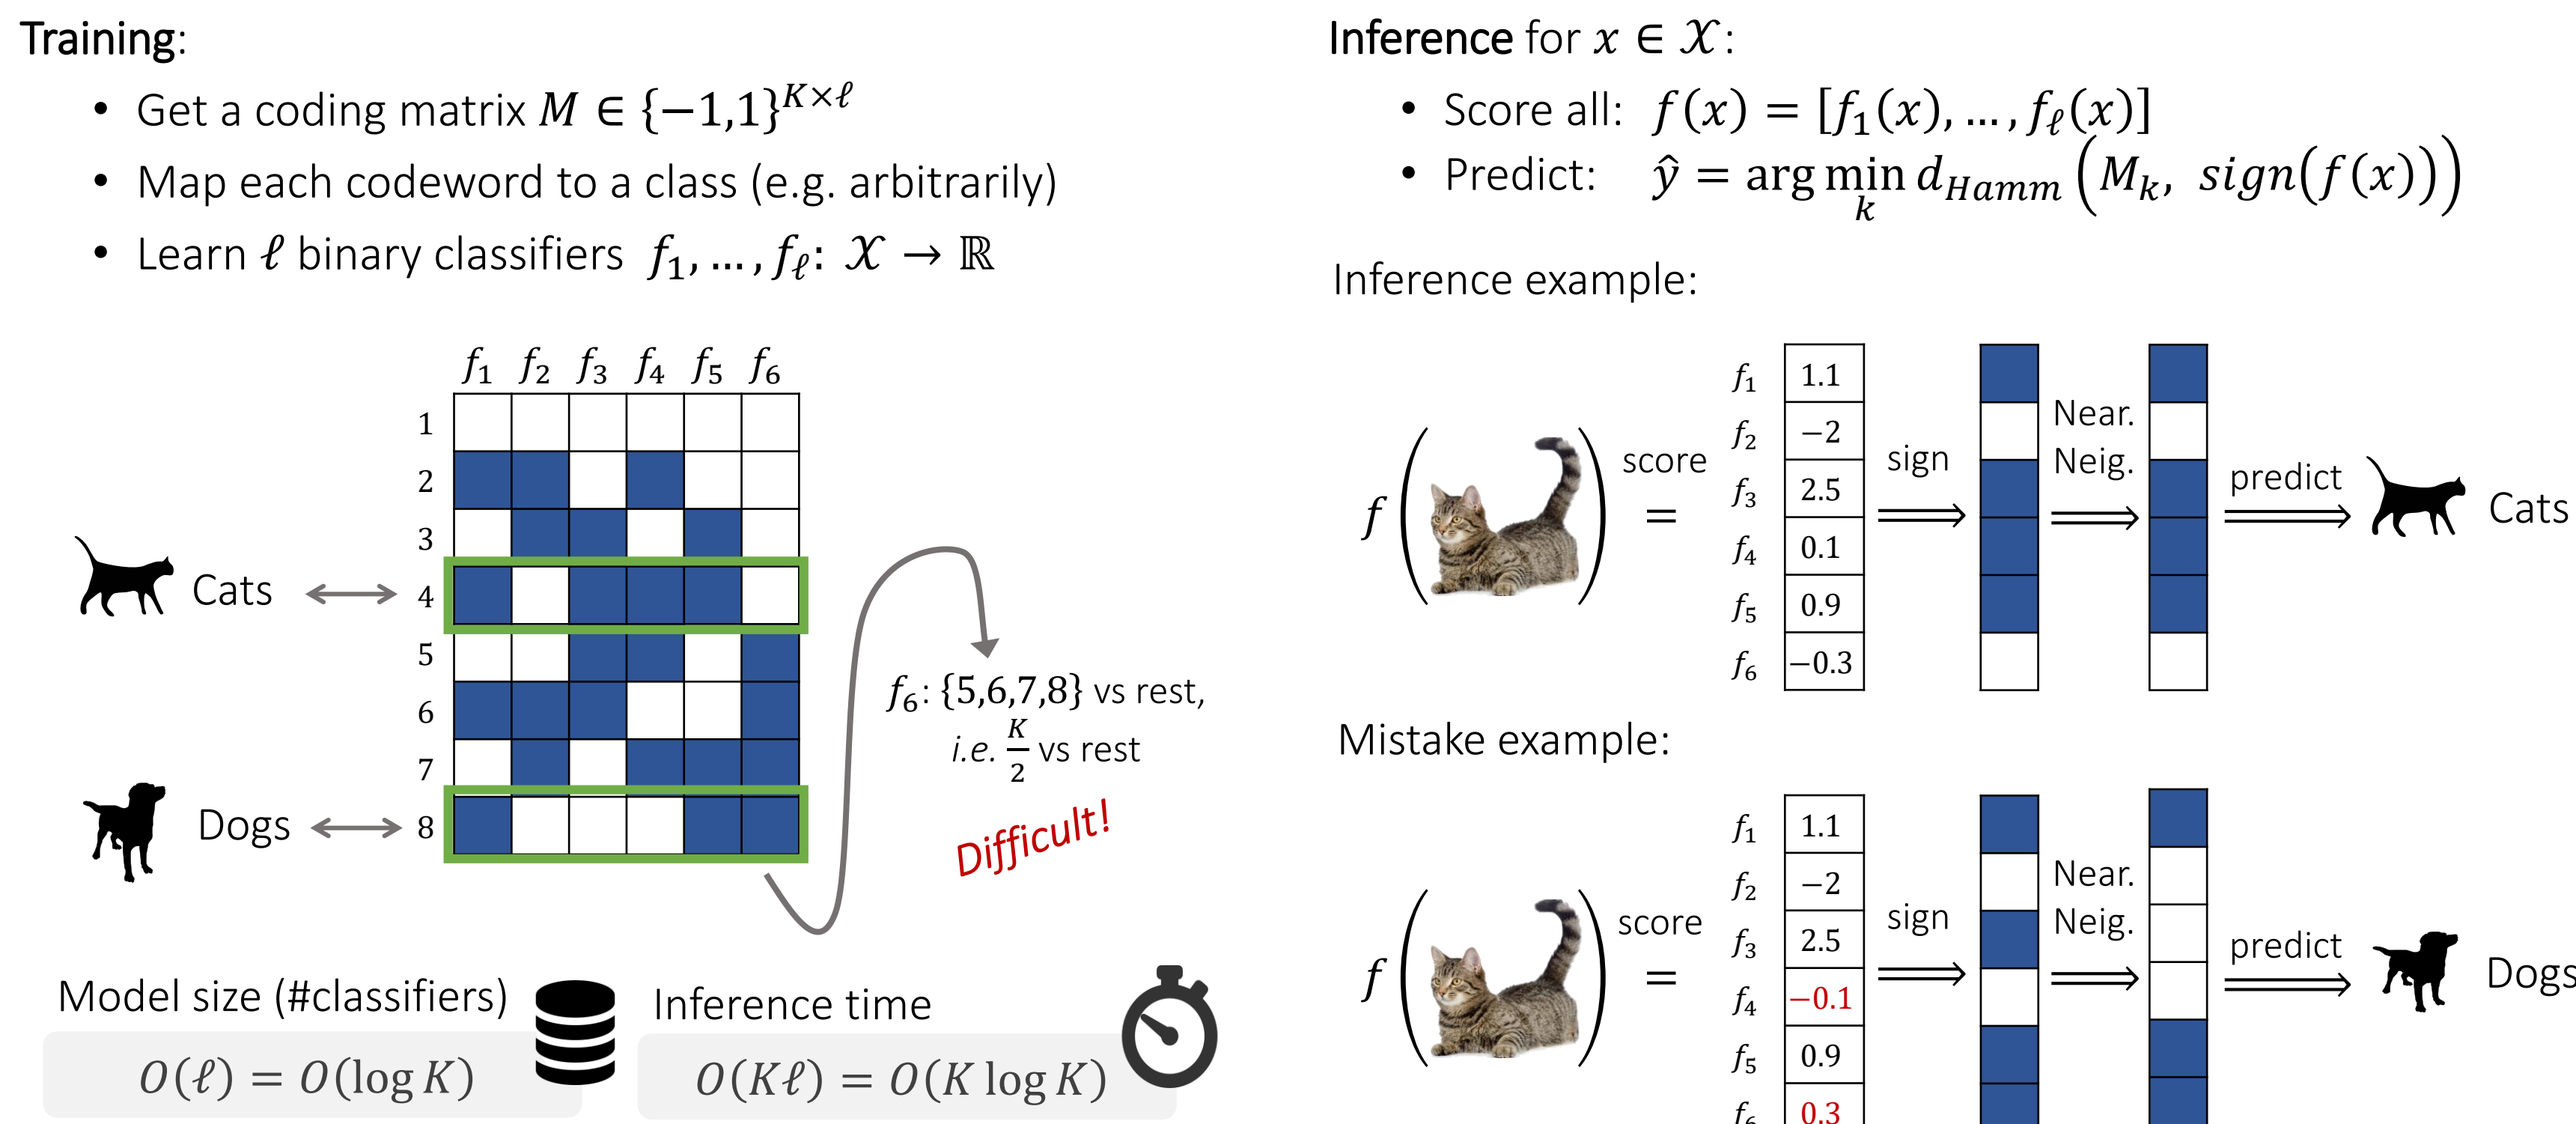 Training:
• Get a coding matrix M ∈ {−1,1}^{K×ℓ}
• Map each codeword to a class (e.g. arbitrarily)
• Learn ℓ binary classifiers f₁, … , f_ℓ: 𝒳 → ℝ
f₁ f₂ f₃ f₄ f₅ f₆
1
2
3
Cats 4
5
6
7
Dogs 8
f₆: {5,6,7,8} vs rest,
i.e. K/2 vs rest
Difficult!
Model size (#classifiers)
O(ℓ) = O(log K)
Inference time
O(Kℓ) = O(K log K)
Inference for x ∈ 𝒳:
• Score all: f(x) = [f₁(x), … , f_ℓ(x)]
• Predict: ŷ = arg min_k d_{Hamm} (M_k, sign(f(x)))
Inference example:
f ( ) score =
f₁ 1.1
f₂ −2
f₃ 2.5
f₄ 0.1
f₅ 0.9
f₆ −0.3
sign
Near.
Neig.
predict
Cats
Mistake example:
f ( ) score =
f₁ 1.1
f₂ −2
f₃ 2.5
f₄ −0.1
f₅ 0.9
f₆ 0.3
sign
Near.
Neig.
predict
Dogs